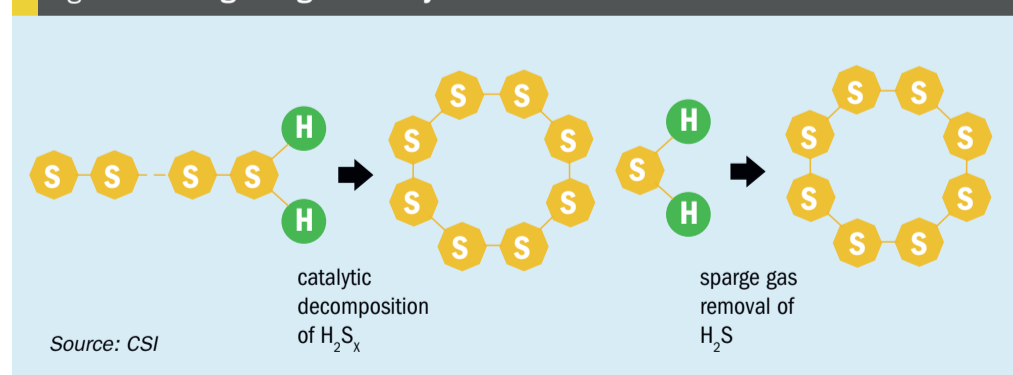 H
H
S S S S
S S
S S
S S
S S
H
S
H
S S
S S
S S
S S
catalytic
decomposition
of H₂Sₓ
sparge gas
removal of
H₂S
Source: CSI